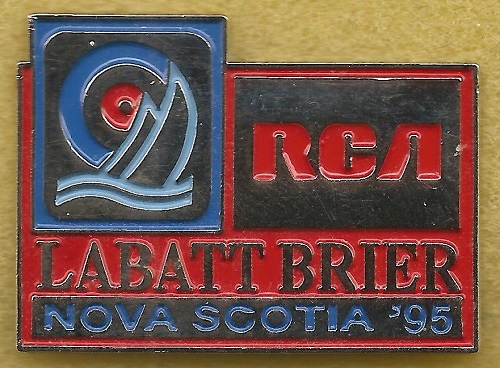 RCA
LABATT BRIER
NOVA SCOTIA '95